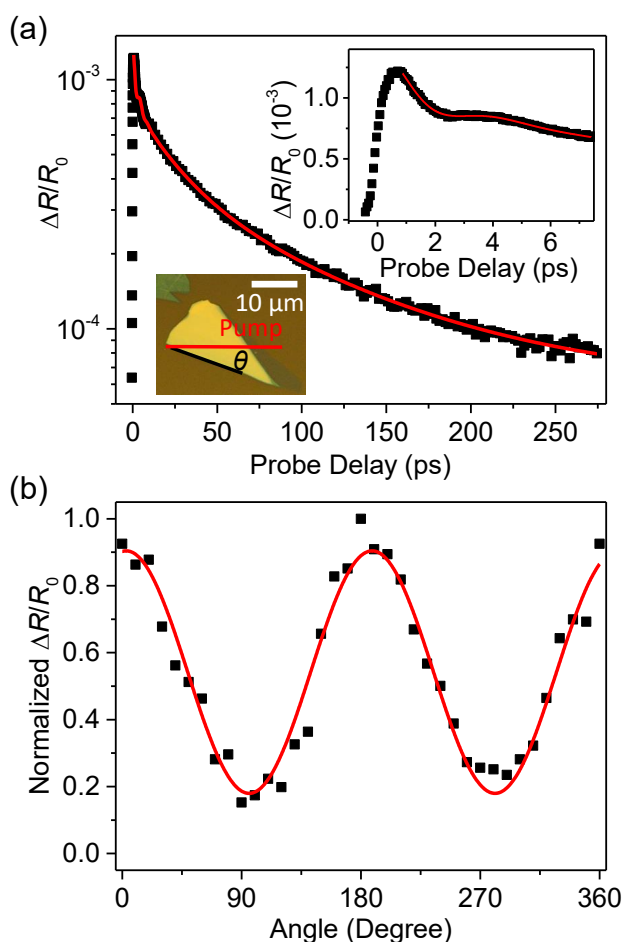 (a)
10⁻³
10⁻⁴
ΔR/R₀
0
50
100
150
200
250
Probe Delay (ps)
1.0
0.5
0.0
ΔR/R₀ (10⁻³)
0
2
4
6
Probe Delay (ps)
10 μm
Pump
θ
(b)
1.0
0.8
0.6
0.4
0.2
0.0
Normalized ΔR/R₀
0
90
180
270
360
Angle (Degree)